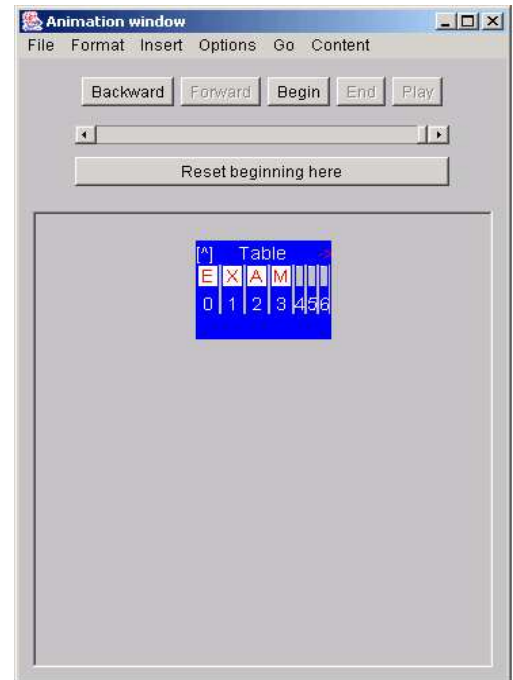 Animation window
File Format Insert Options Go Content
Backward Forward Begin End Play
Reset beginning here
[^] Table ->
E X A M
0 1 2 3 4 5 6